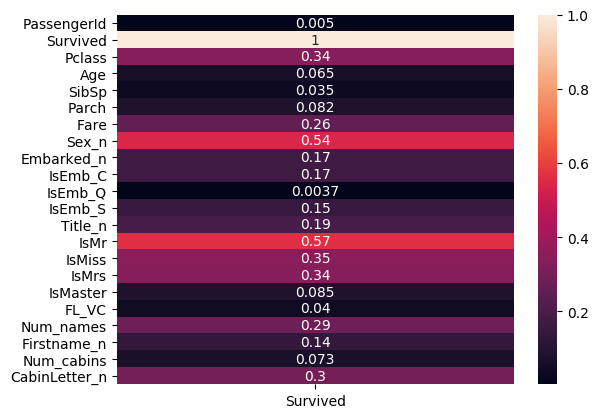 PassengerId 0.005 1.0
Survived 1
Pclass 0.34
Age 0.065
SibSp 0.035 0.8
Parch 0.082
Fare 0.26
Sex_n 0.54
Embarked_n 0.17 0.6
IsEmb_C 0.17
IsEmb_Q 0.0037
IsEmb_S 0.15
Title_n 0.19
IsMr 0.57 0.4
IsMiss 0.35
IsMrs 0.34
IsMaster 0.085
FL_VC 0.04 0.2
Num_names 0.29
Firstname_n 0.14
Num_cabins 0.073
CabinLetter_n 0.3
Survived